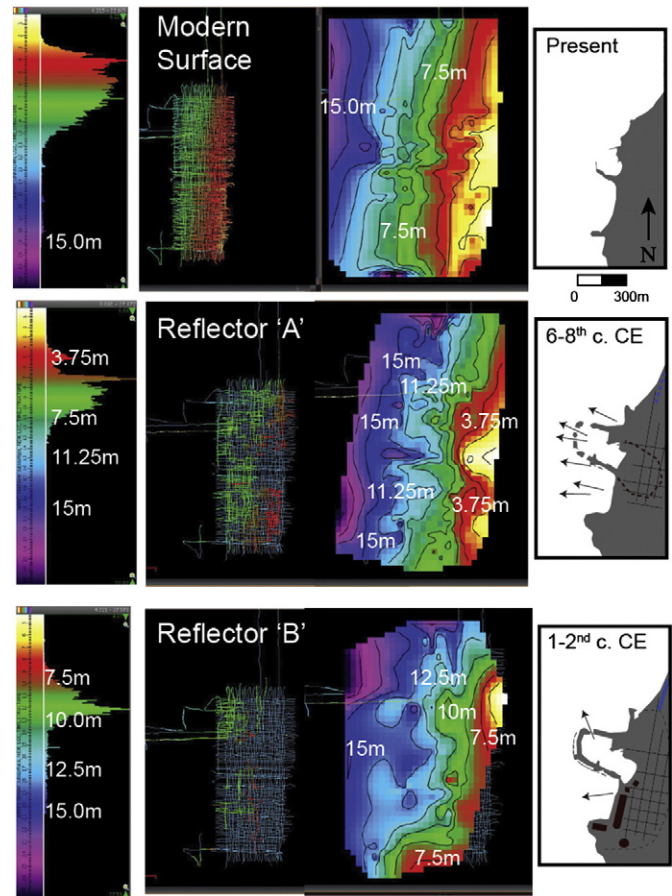 Modern
Surface
15.0m
7.5m
15.0m
7.5m
Present
N
0 300m
Reflector ‘A’
3.75m
7.5m
11.25m
15m
15m
11.25m
15m
3.75m
11.25m
3.75m
15m
6-8th c. CE
Reflector ‘B’
7.5m
10.0m
12.5m
15.0m
12.5m
10m
7.5m
15m
7.5m
1-2nd c. CE